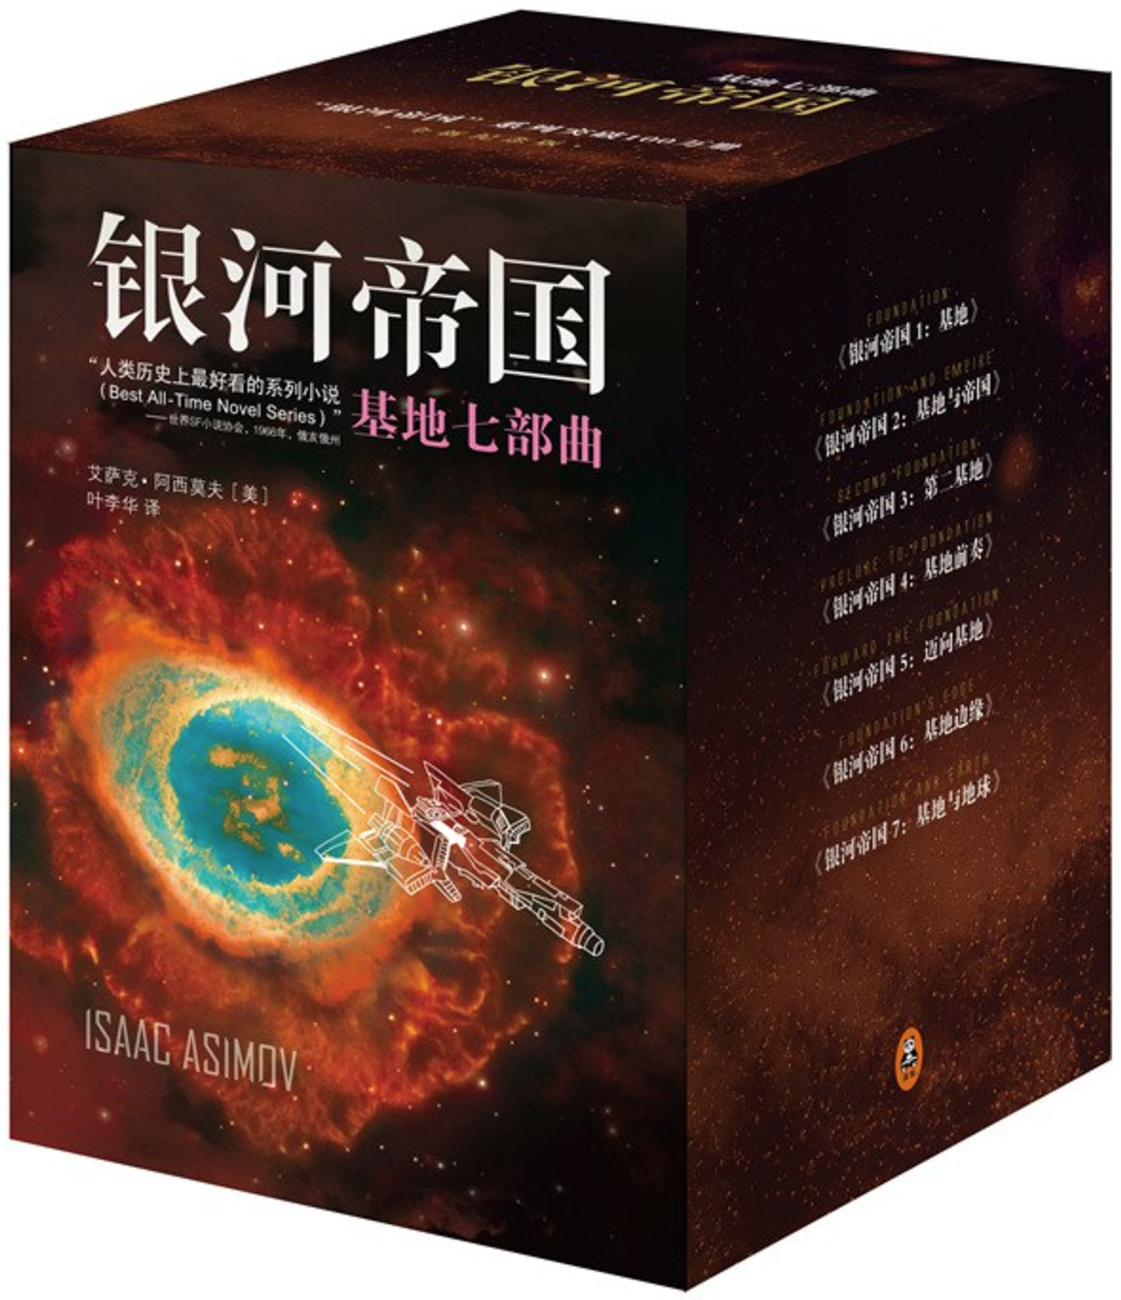 基地七部曲
银河帝国
银河帝国
“人类历史上最好看的系列小说
(Best All-Time Novel Series)”
——世界SF小说协会，1966年，俄亥俄州
基地七部曲
艾萨克·阿西莫夫［美］
叶李华 译
ISAAC ASIMOV
FOUNDATION
《银河帝国 1：基地》
FOUNDATION AND EMPIRE
《银河帝国 2：基地与帝国》
SECOND FOUNDATION
《银河帝国 3：第二基地》
PRELUDE TO FOUNDATION
《银河帝国 4：基地前奏》
FORWARD THE FOUNDATION
《银河帝国 5：迈向基地》
FOUNDATION'S EDGE
《银河帝国 6：基地边缘》
FOUNDATION AND EARTH
《银河帝国 7：基地与地球》